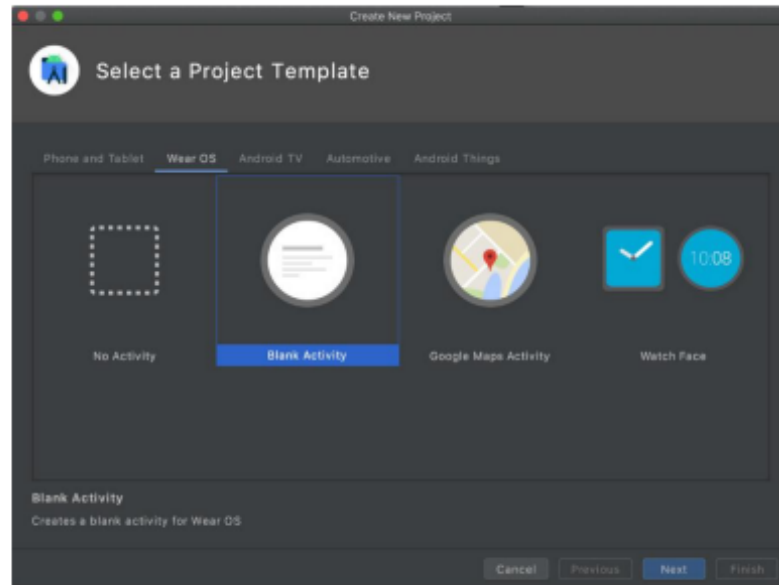 Create New Project
Select a Project Template
Phone and Tablet Wear OS Android TV Automotive Android Things
10:08
No Activity Blank Activity Google Maps Activity Watch Face
Blank Activity
Creates a blank activity for Wear OS
Cancel Previous Next Finish